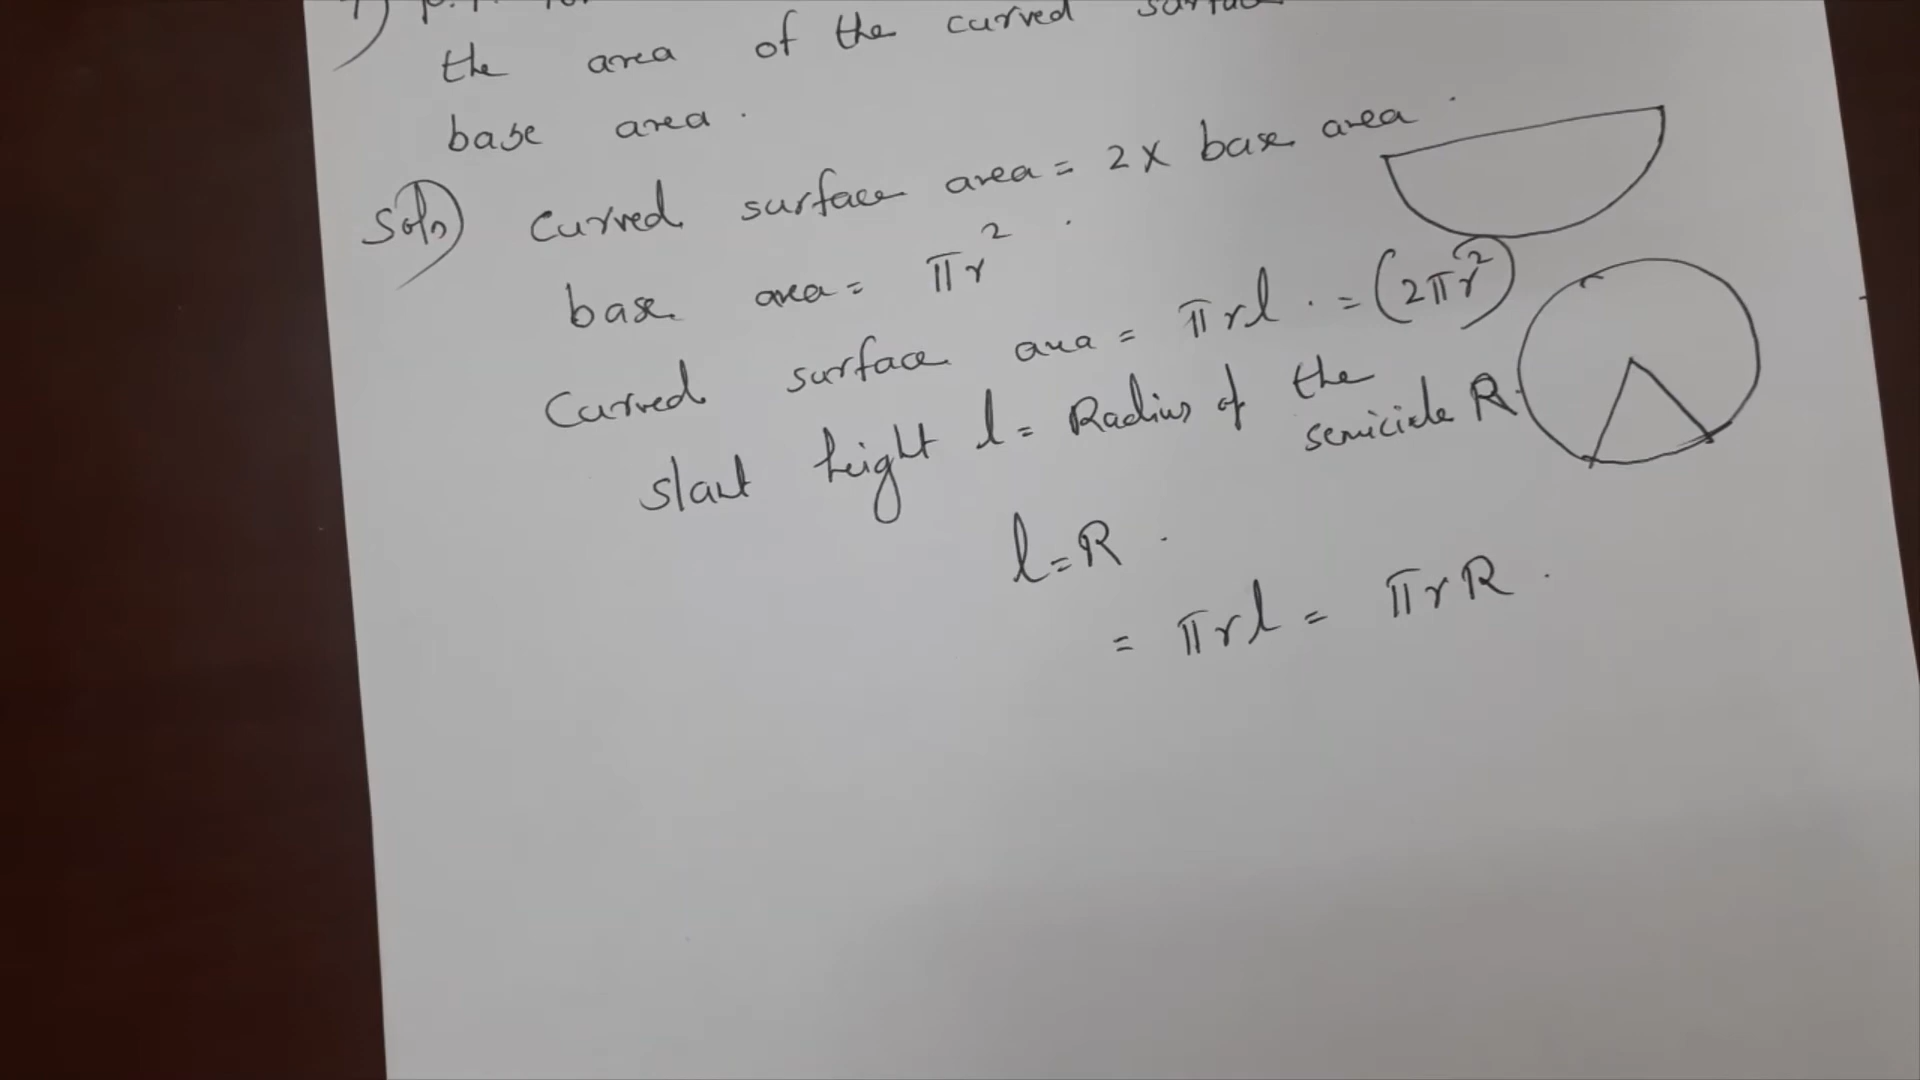 the area of the curved
base area.
Soln) Curved surface area = 2 x base area.
base area = πr².
Curved surface area = πrl. = (2πr²)
slant height l = Radius of the
semicircle R.
l=R.
= πrl = πrR.